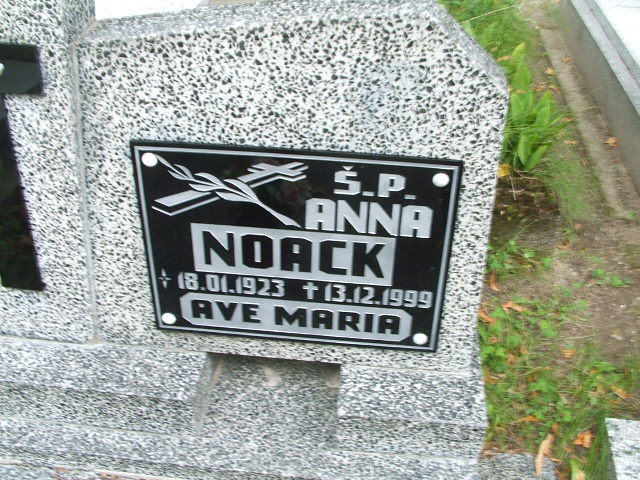 Š.P.
ANNA
NOACK
18.01.1923 †13.12.1999
AVE MARIA